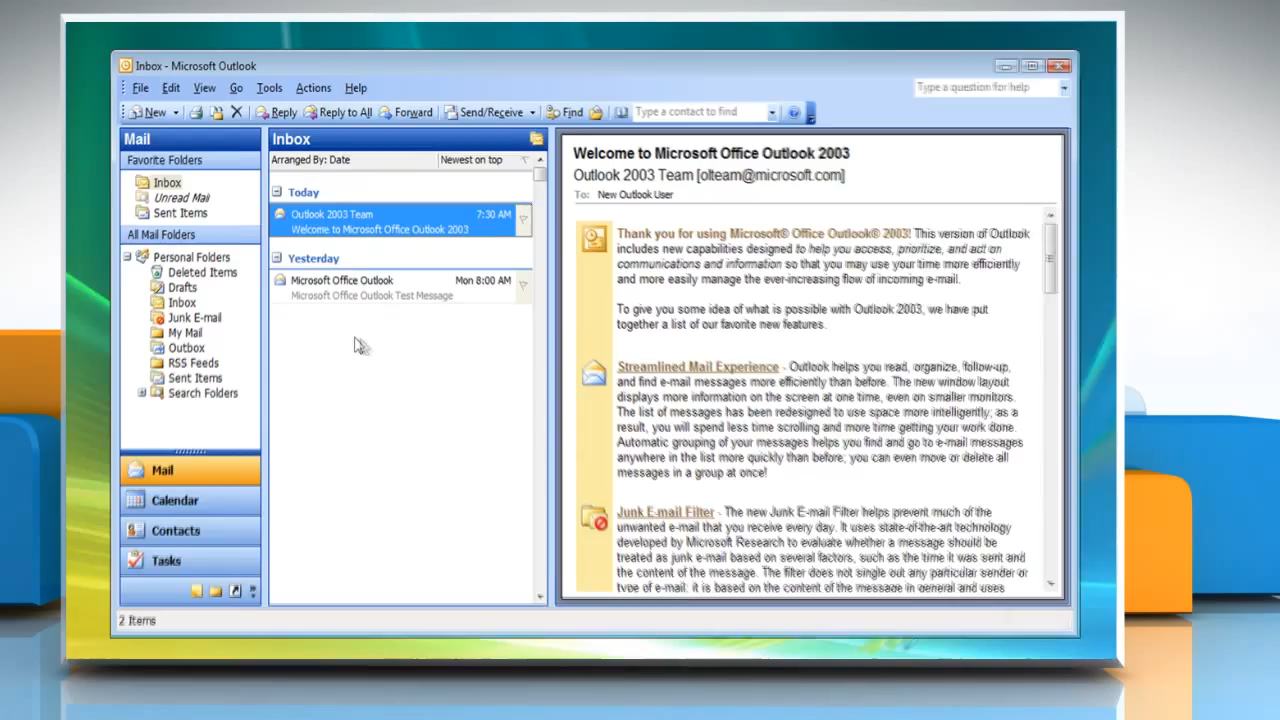 Inbox - Microsoft Outlook
File Edit View Go Tools Actions Help
Type a question for help
New Reply Reply to All Forward Send/Receive Find Type a contact to find
Mail
Favorite Folders
Inbox
Unread Mail
Sent Items
All Mail Folders
Personal Folders
Deleted Items
Drafts
Inbox
Junk E-mail
My Mail
Outbox
RSS Feeds
Sent Items
Search Folders
Mail
Calendar
Contacts
Tasks
Inbox
Arranged By: Date Newest on top
Today
Outlook 2003 Team 7:30 AM
Welcome to Microsoft Office Outlook 2003
Yesterday
Microsoft Office Outlook Mon 8:00 AM
Microsoft Office Outlook Test Message
Welcome to Microsoft Office Outlook 2003
Outlook 2003 Team [olteam@microsoft.com]
To: New Outlook User
Thank you for using Microsoft® Office Outlook® 2003! This version of Outlook
includes new capabilities designed to help you access, prioritize, and act on
communications and information so that you may use your time more efficiently
and more easily manage the ever-increasing flow of incoming e-mail.
To give you some idea of what is possible with Outlook 2003, we have put
together a list of our favorite new features.
Streamlined Mail Experience - Outlook helps you read, organize, follow-up,
and find e-mail messages more efficiently than before. The new window layout
displays more information on the screen at one time, even on smaller monitors.
The list of messages has been redesigned to use space more intelligently; as a
result, you will spend less time scrolling and more time getting your work done.
Automatic grouping of your messages helps you find and go to e-mail messages
anywhere in the list more quickly than before; you can even move or delete all
messages in a group at once!
Junk E-mail Filter - The new Junk E-mail Filter helps prevent much of the
unwanted e-mail that you receive every day. It uses state-of-the-art technology
developed by Microsoft Research to evaluate whether a message should be
treated as junk e-mail based on several factors, such as the time it was sent and
the content of the message. The filter does not single out any particular sender or
type of e-mail; it is based on the content of the message in general and uses
2 Items